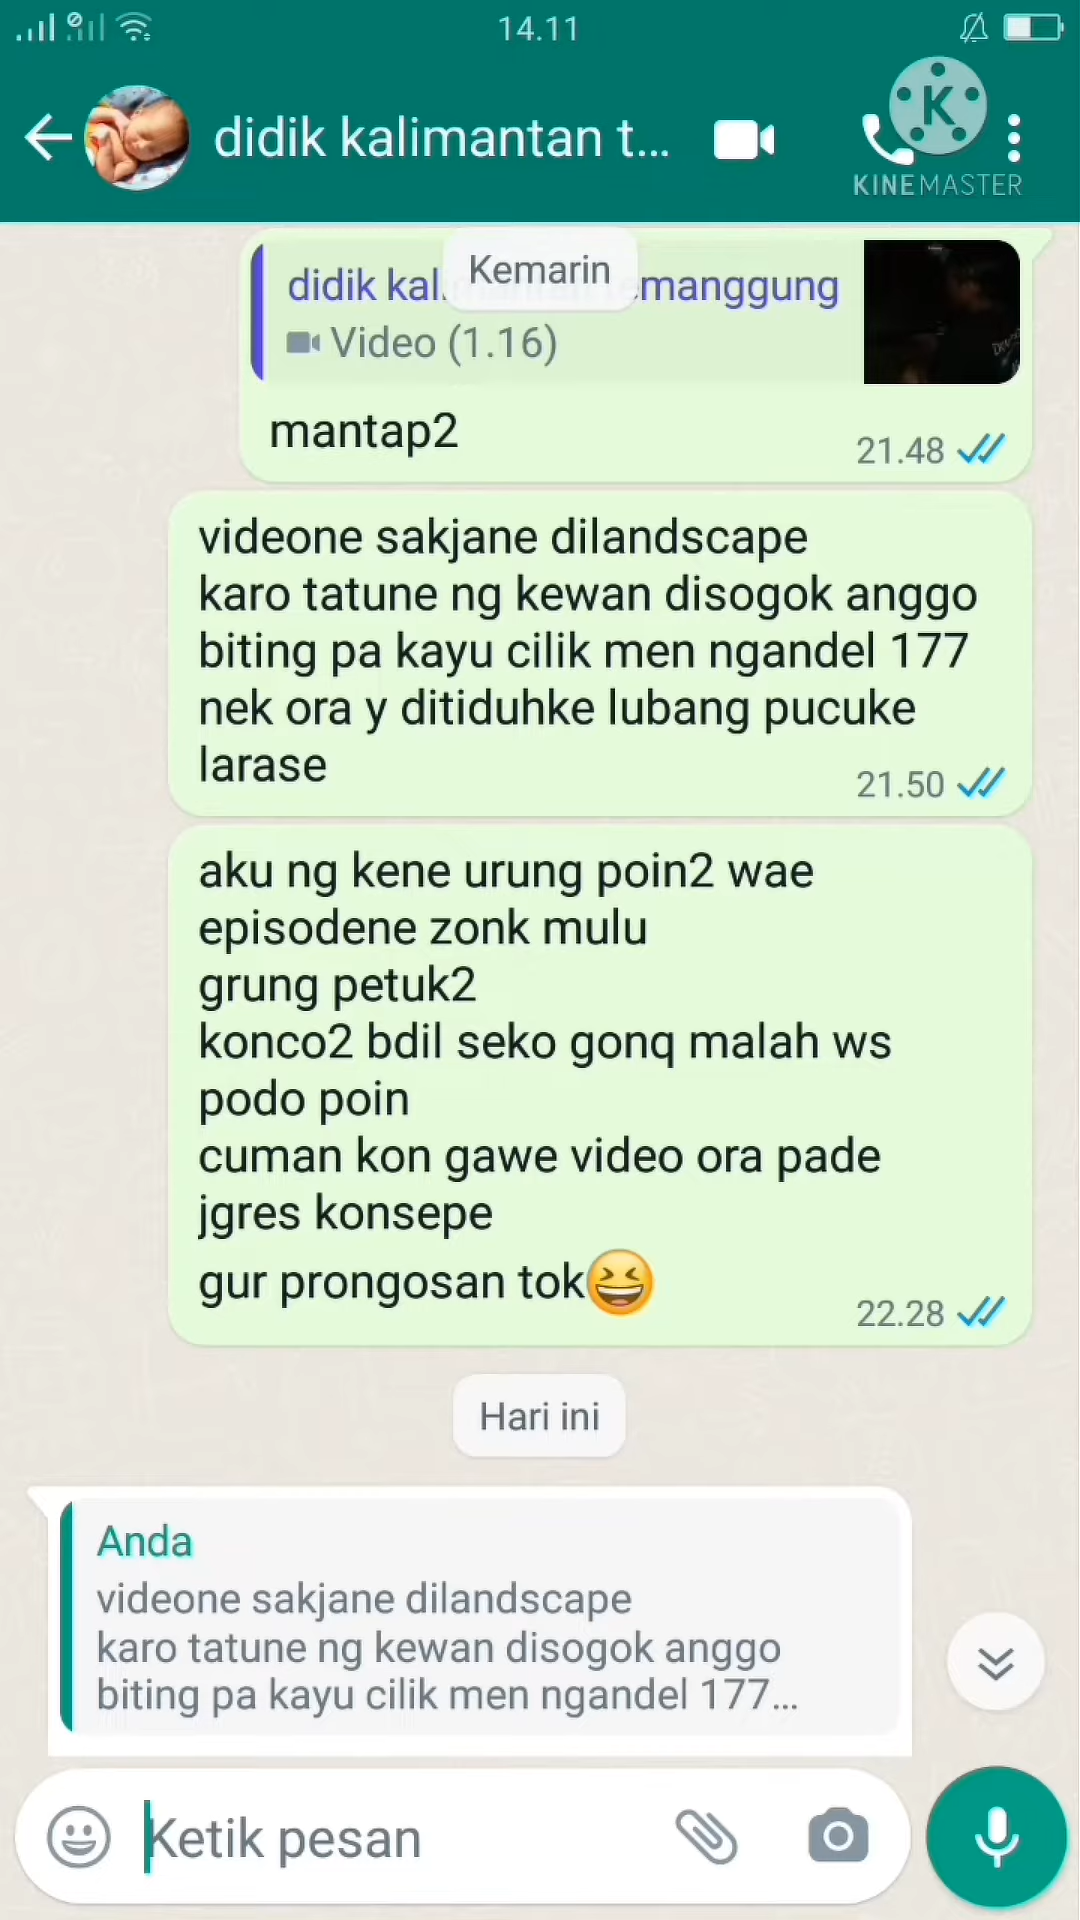 14.11
didik kalimantan t...
KINEMASTER
Kemarin
didik kal
emanggung
Video (1.16)
mantap2
21.48
videone sakjane dilandscape
karo tatune ng kewan disogok anggo
biting pa kayu cilik men ngandel 177
nek ora y ditiduhke lubang pucuke
larase
21.50
aku ng kene urung poin2 wae
episodene zonk mulu
grung petuk2
konco2 bdil seko gonq malah ws
podo poin
cuman kon gawe video ora pade
jgres konsepe
gur prongosan tok😆
22.28
Hari ini
Anda
videone sakjane dilandscape
karo tatune ng kewan disogok anggo
biting pa kayu cilik men ngandel 177...
Ketik pesan